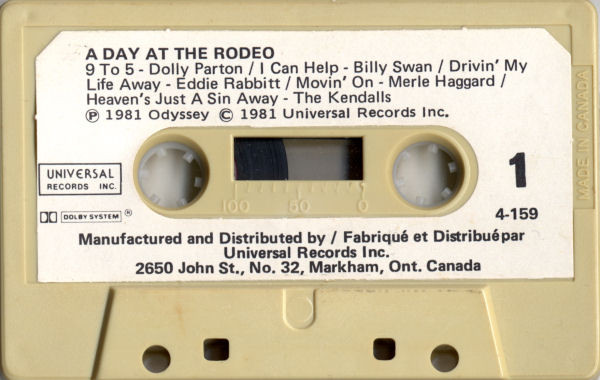 A DAY AT THE RODEO
9 To 5 - Dolly Parton / I Can Help - Billy Swan / Drivin' My
Life Away - Eddie Rabbitt / Movin' On - Merle Haggard /
Heaven's Just A Sin Away - The Kendalls
℗ 1981 Odyssey © 1981 Universal Records Inc.
UNIVERSAL
RECORDS INC.
DOLBY SYSTEM ®
100 50 0
1
4-159
MADE IN CANADA
Manufactured and Distributed by / Fabriqué et Distribuépar
Universal Records Inc.
2650 John St., No. 32, Markham, Ont. Canada